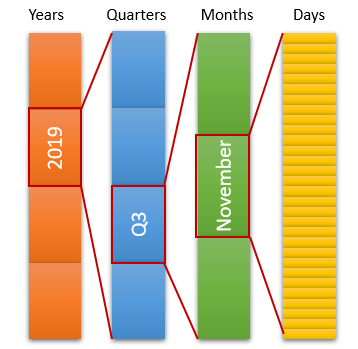 Years
Quarters
Months
Days
2019
Q3
November